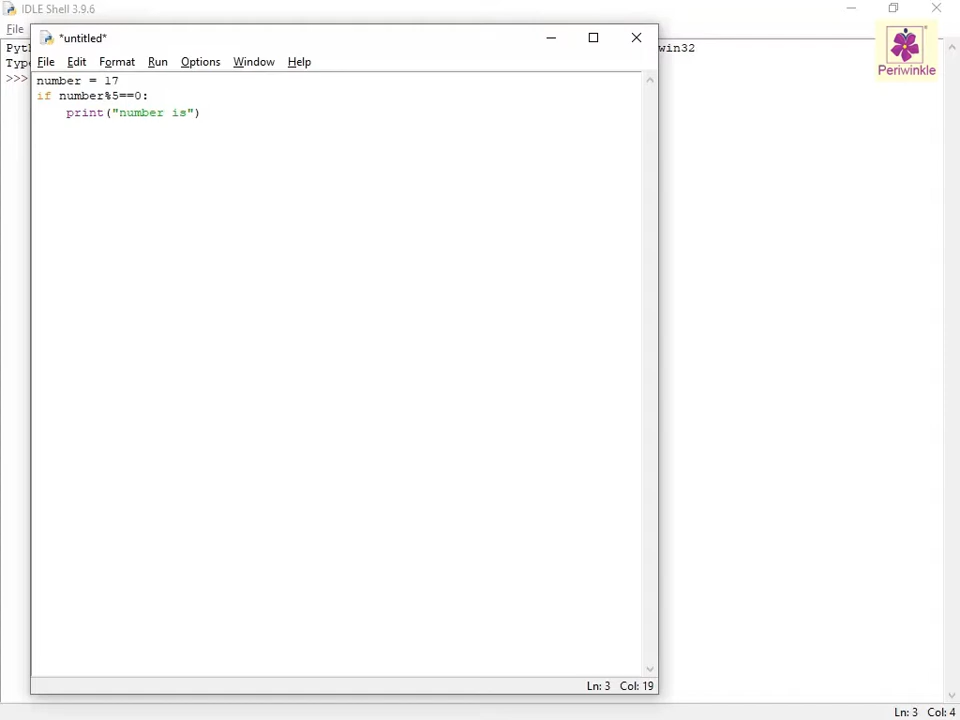 IDLE Shell 3.9.6
File
*untitled*
File Edit Format Run Options Window Help
win32
>>>
number = 17
if number%5==0:
    print("number is")
Periwinkle
Ln: 3 Col: 19
Ln: 3 Col: 4